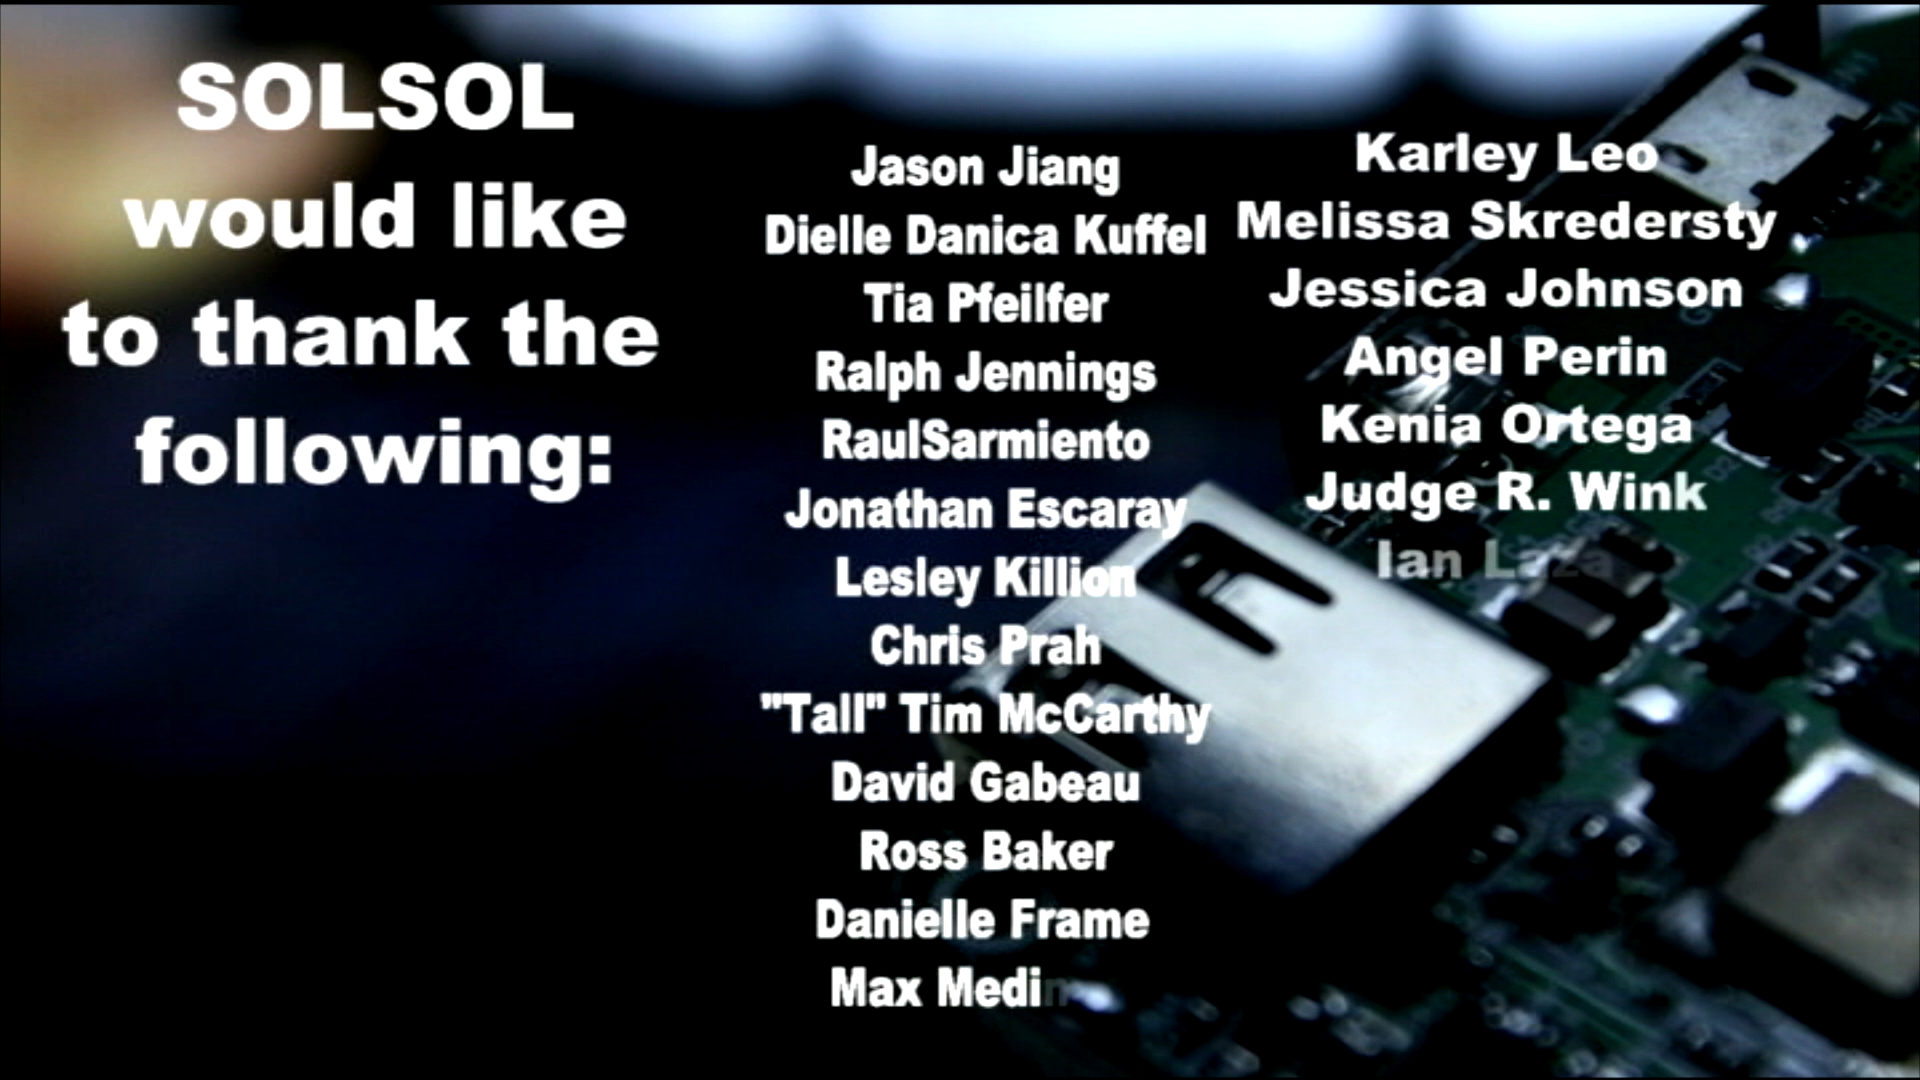 SOLSOL
would like
to thank the
following:
Jason Jiang
Dielle Danica Kuffel
Tia Pfeilfer
Ralph Jennings
RaulSarmiento
Jonathan Escaray
Lesley Killion
Chris Prah
"Tall" Tim McCarthy
David Gabeau
Ross Baker
Danielle Frame
Max
Karley Leo
Melissa Skredersty
Jessica Johnson
Angel Perin
Kenia Ortega
Judge R. Wink
Ian